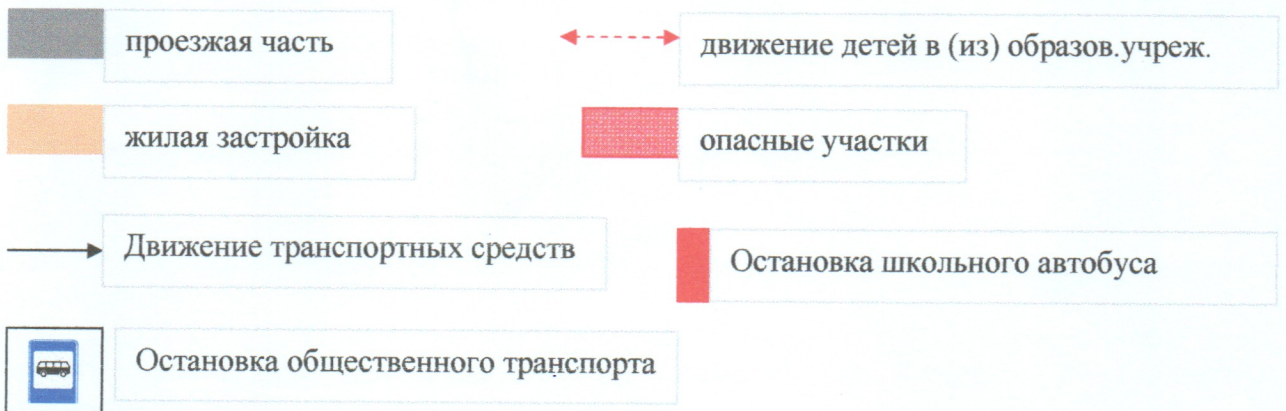 проезжая часть
движение детей в (из) образов.учреж.
жилая застройка
опасные участки
Движение транспортных средств
Остановка школьного автобуса
Остановка общественного транспорта